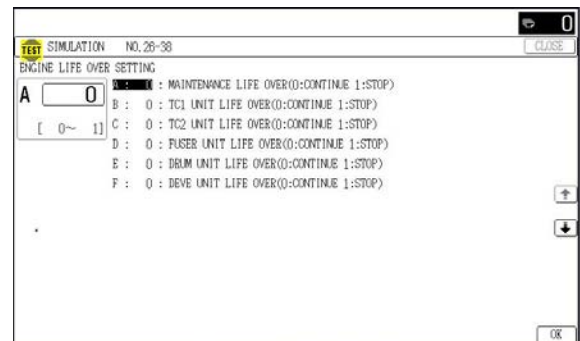 0
TEST SIMULATION NO. 26-38 CLOSE
ENGINE LIFE OVER SETTING
A 0
[ 0~ 1]
A : 0 : MAINTENANCE LIFE OVER(0:CONTINUE 1:STOP)
B : 0 : TC1 UNIT LIFE OVER(0:CONTINUE 1:STOP)
C : 0 : TC2 UNIT LIFE OVER(0:CONTINUE 1:STOP)
D : 0 : FUSER UNIT LIFE OVER(0:CONTINUE 1:STOP)
E : 0 : DRUM UNIT LIFE OVER(0:CONTINUE 1:STOP)
F : 0 : DEVE UNIT LIFE OVER(0:CONTINUE 1:STOP)
OK